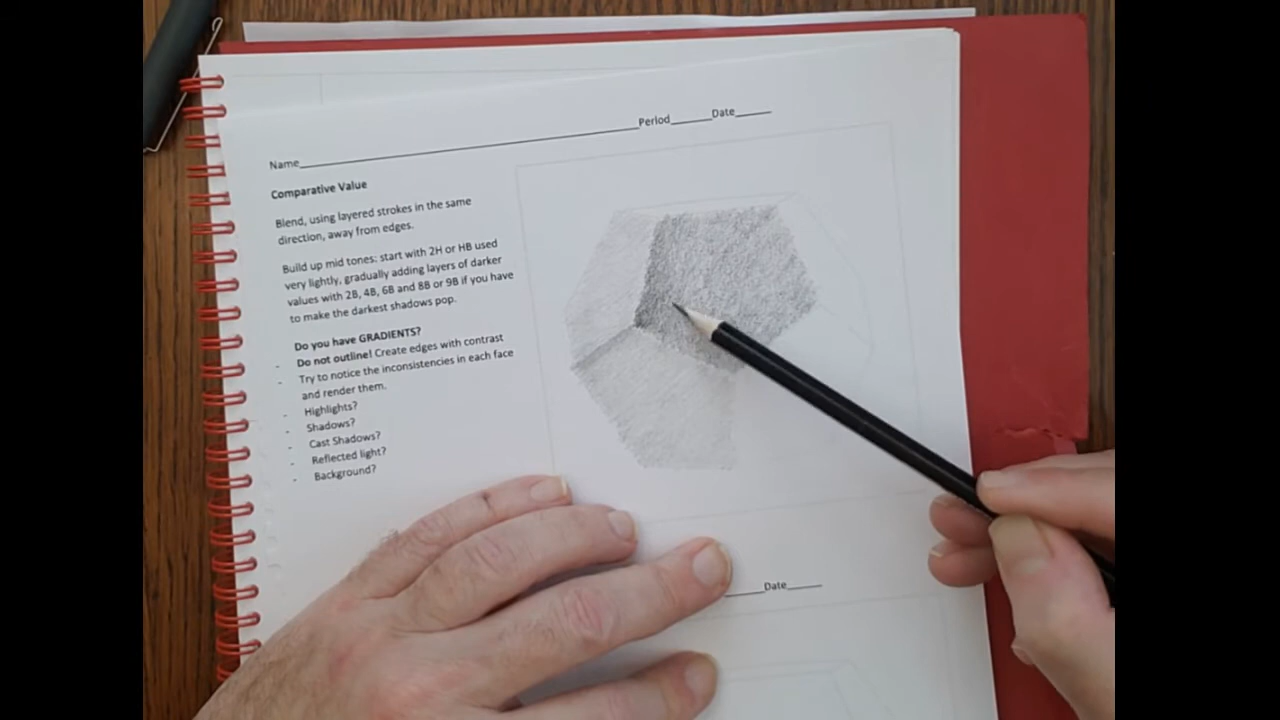 Name____________________Period______Date_____
Comparative Value
Blend, using layered strokes in the same
direction, away from edges.
Build up mid tones: start with 2H or HB used
very lightly, gradually adding layers of darker
values with 2B, 4B, 6B and 8B or 9B if you have
to make the darkest shadows pop.
Do you have GRADIENTS?
- Do not outline! Create edges with contrast
- Try to notice the inconsistencies in each face
and render them.
- Highlights?
- Shadows?
- Cast Shadows?
- Reflected light?
- Background?
_____Date_____